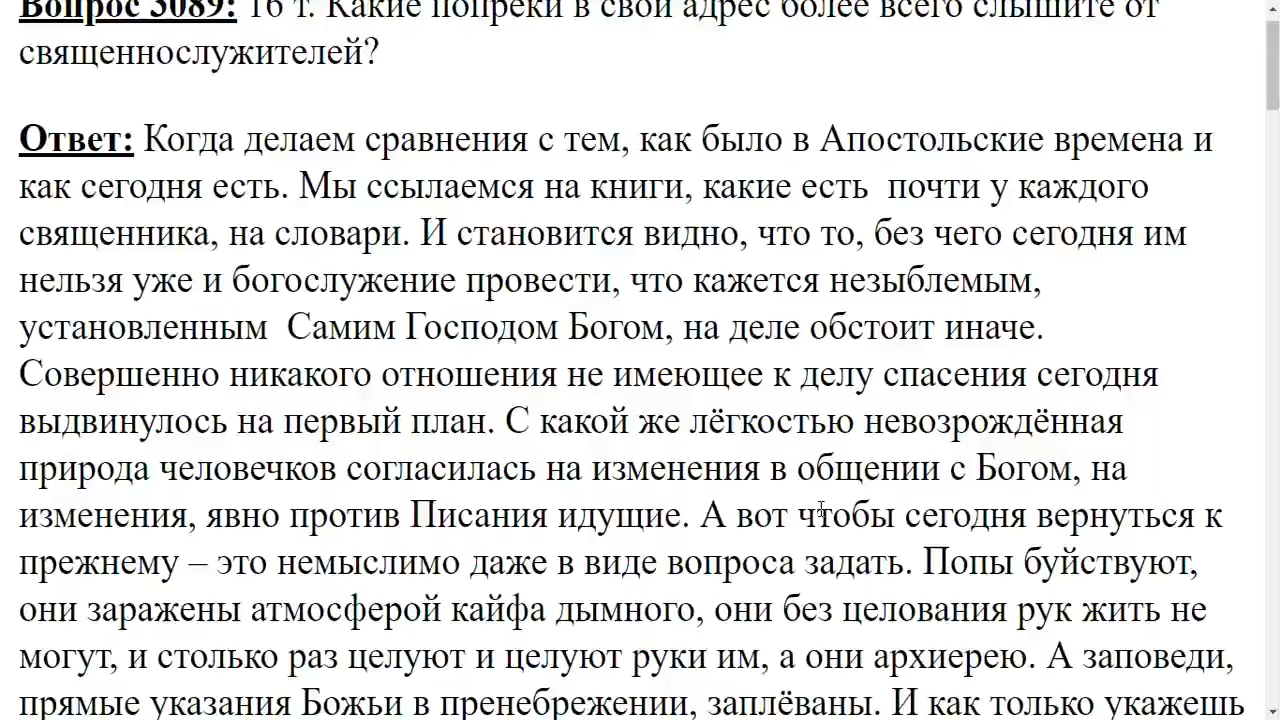 Вопрос 3089: 16 т. Какие попрёки в свой адрес более всего слышите от
священнослужителей?
Ответ: Когда делаем сравнения с тем, как было в Апостольские времена и
как сегодня есть. Мы ссылаемся на книги, какие есть почти у каждого
священника, на словари. И становится видно, что то, без чего сегодня им
нельзя уже и богослужение провести, что кажется незыблемым,
установленным Самим Господом Богом, на деле обстоит иначе.
Совершенно никакого отношения не имеющее к делу спасения сегодня
выдвинулось на первый план. С какой же лёгкостью невозрождённая
природа человечков согласилась на изменения в общении с Богом, на
изменения, явно против Писания идущие. А вот чтобы сегодня вернуться к
прежнему – это немыслимо даже в виде вопроса задать. Попы буйствуют,
они заражены атмосферой кайфа дымного, они без целования рук жить не
могут, и столько раз целуют и целуют руки им, а они архиерею. А заповеди,
прямые указания Божьи в пренебрежении, заплёваны. И как только укажешь